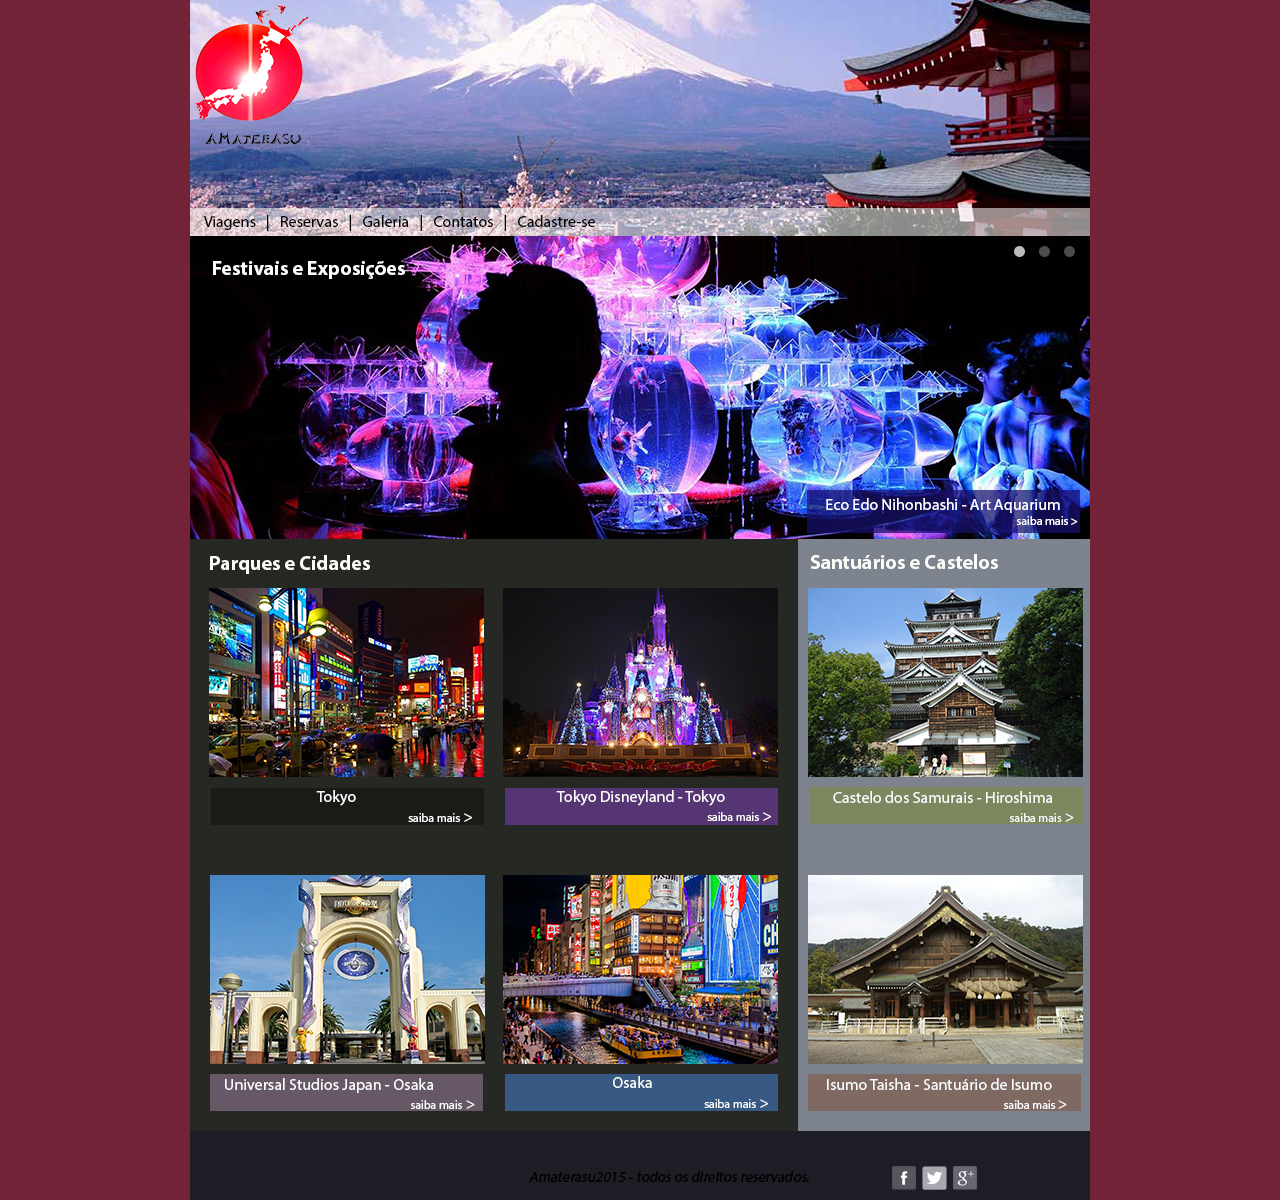 AMATERASU
Viagens | Reservas | Galeria | Contatos | Cadastre-se
Festivais e Exposições
Eco Edo Nihonbashi - Art Aquarium
saiba mais >
Parques e Cidades
Santuários e Castelos
Tokyo
saiba mais >
Tokyo Disneyland - Tokyo
saiba mais >
Castelo dos Samurais - Hiroshima
saiba mais >
Universal Studios Japan - Osaka
saiba mais >
Osaka
saiba mais >
Isumo Taisha - Santuário de Isumo
saiba mais >
Amaterasu2015 - todos os direitos reservados.